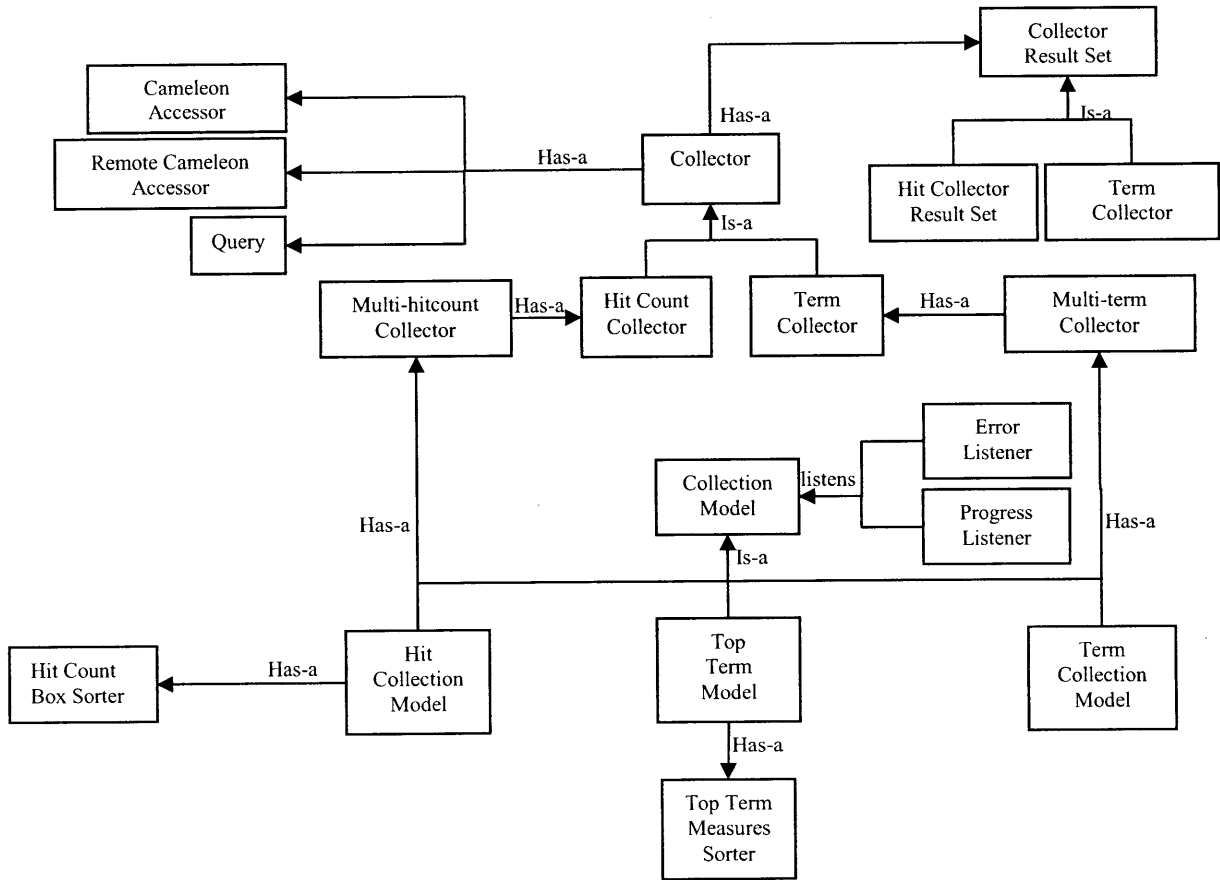 Collector
Result Set
Cameleon
Accessor
Has-a
Is-a
Remote Cameleon
Accessor
Has-a
Collector
Hit Collector
Result Set
Term
Collector
Query
Is-a
Multi-hitcount
Collector
Has-a
Hit Count
Collector
Term
Collector
Has-a
Multi-term
Collector
Error
Listener
Collection
Model
listens
Progress
Listener
Has-a
Has-a
Is-a
Hit Count
Box Sorter
Has-a
Hit
Collection
Model
Top
Term
Model
Term
Collection
Model
Has-a
Top Term
Measures
Sorter